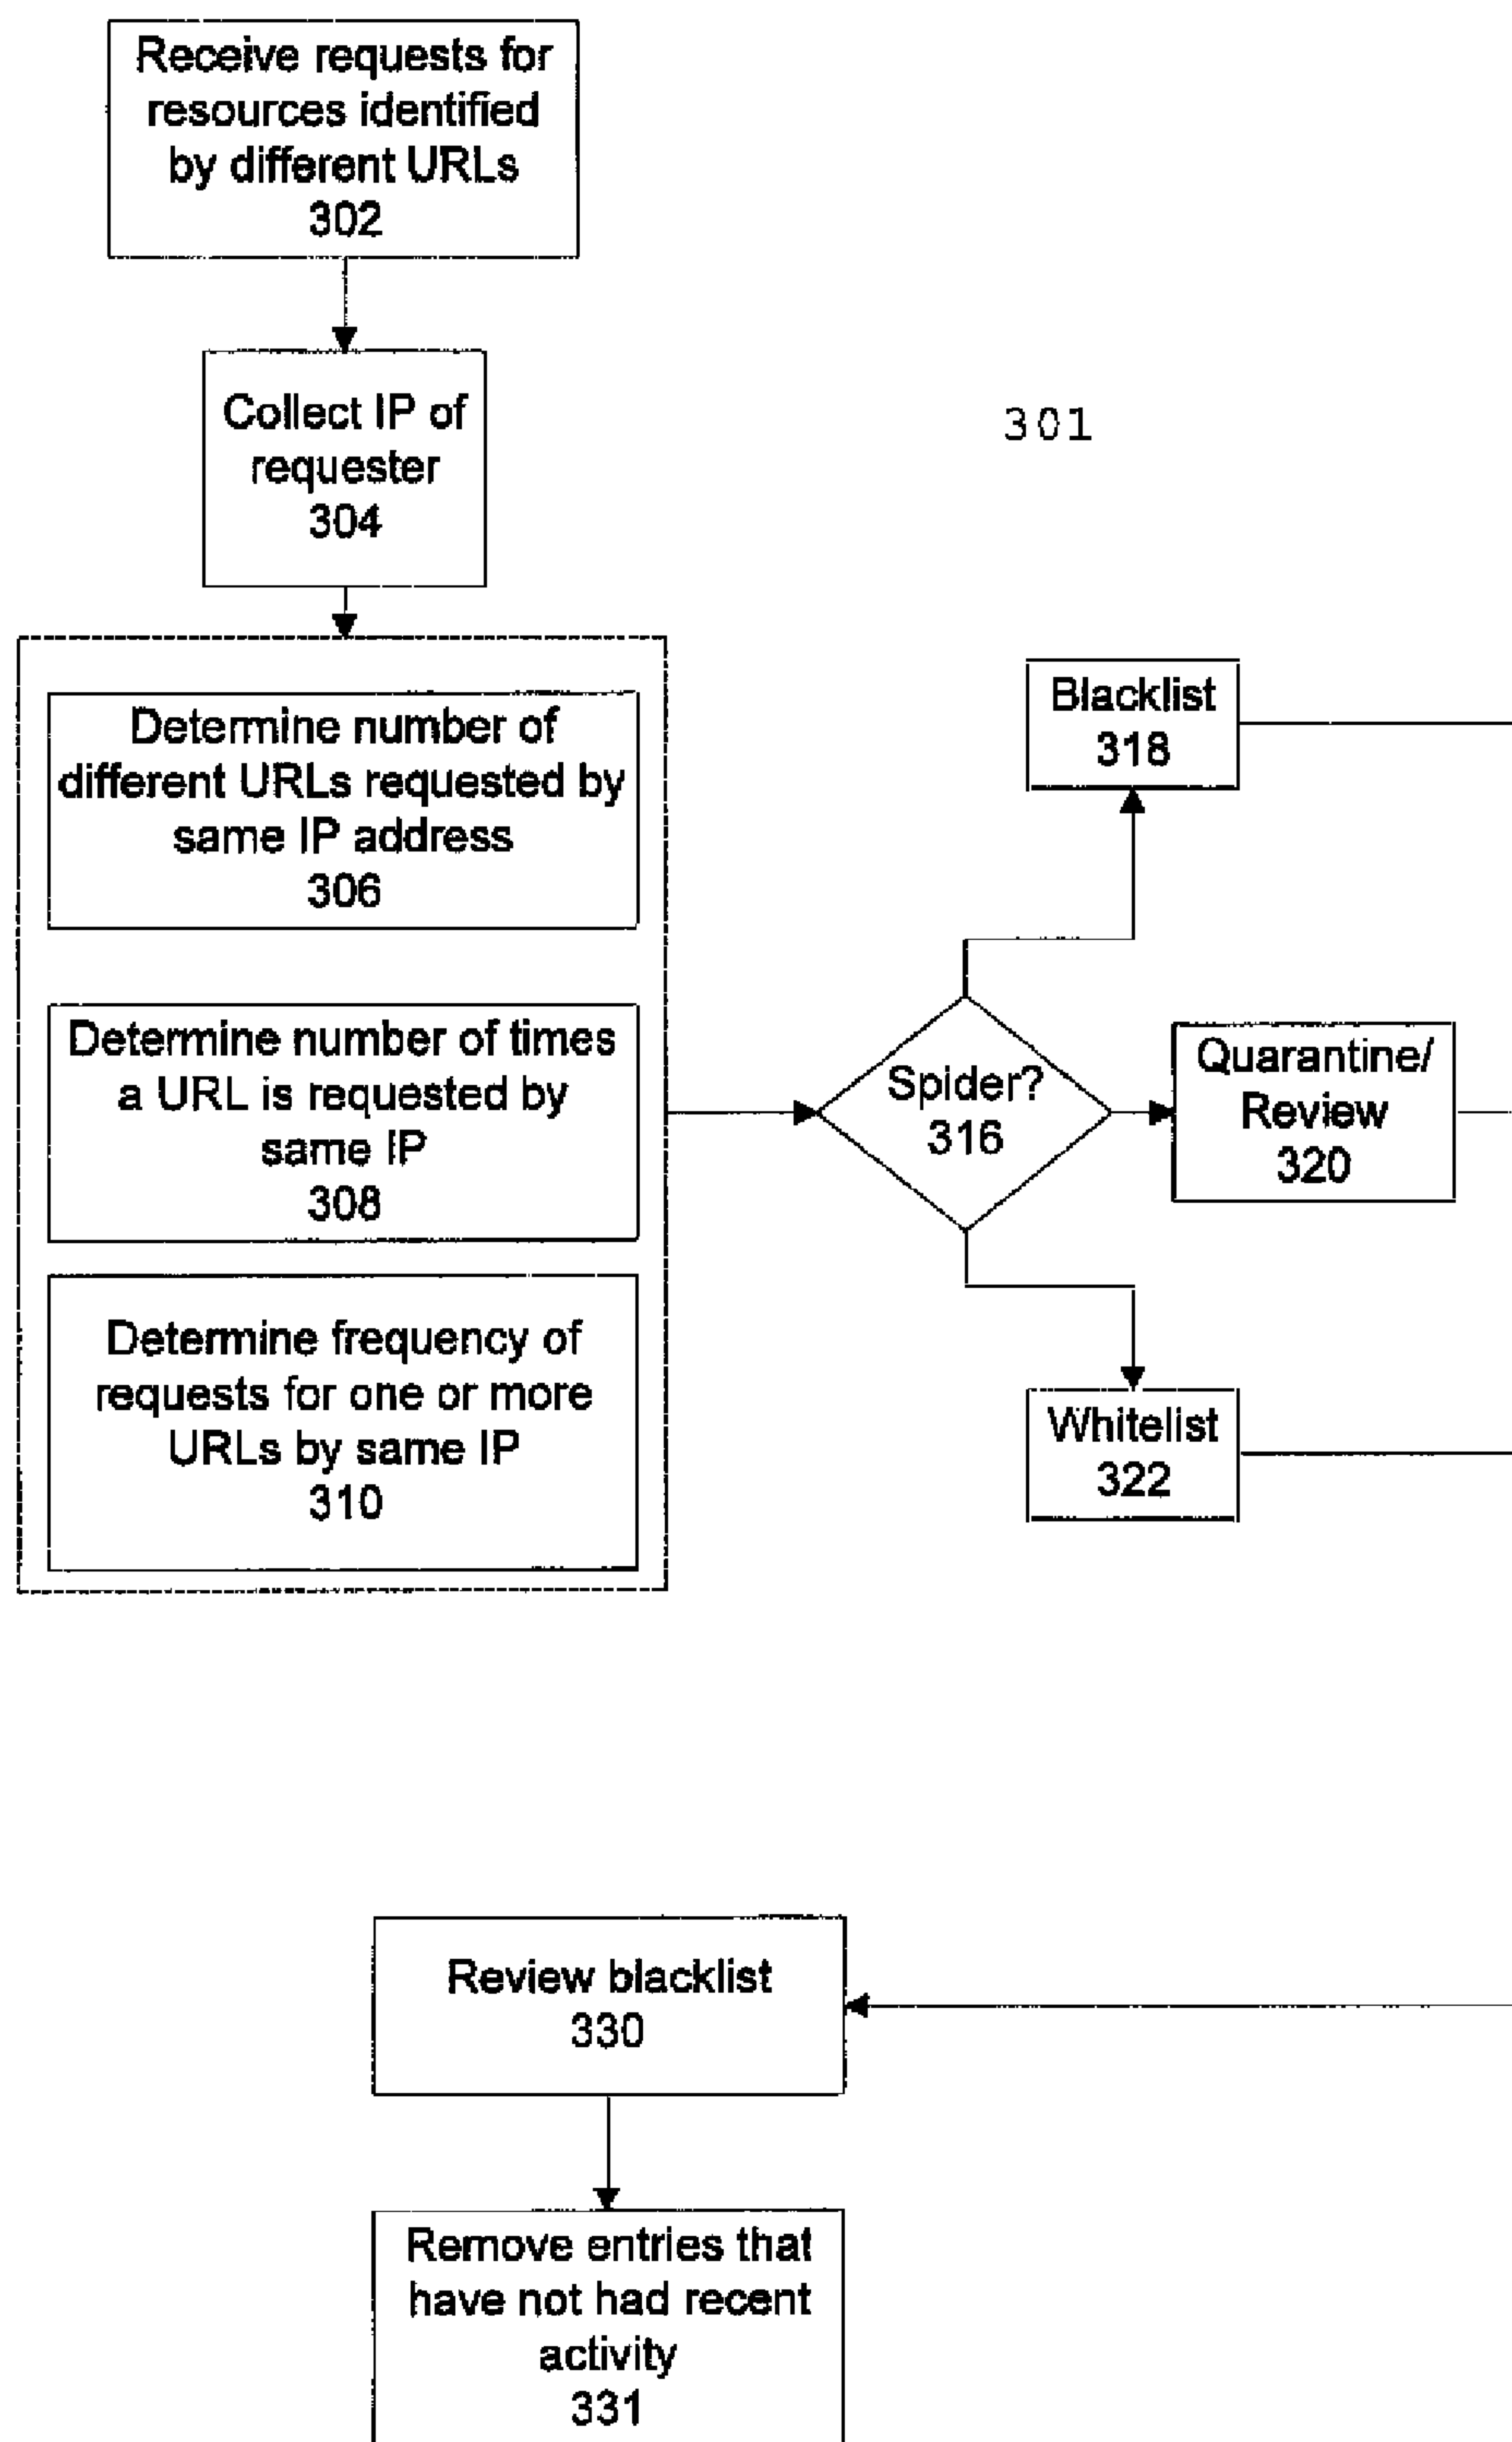 Receive requests for
resources identified
by different URLs
302
Collect IP of
requester
304
301
Determine number of
different URLs requested by
same IP address
306
Determine number of times
a URL is requested by
same IP
308
Determine frequency of
requests for one or more
URLs by same IP
310
Spider?
316
Blacklist
318
Quarantine/
Review
320
Whitelist
322
Review blacklist
330
Remove entries that
have not had recent
activity
331